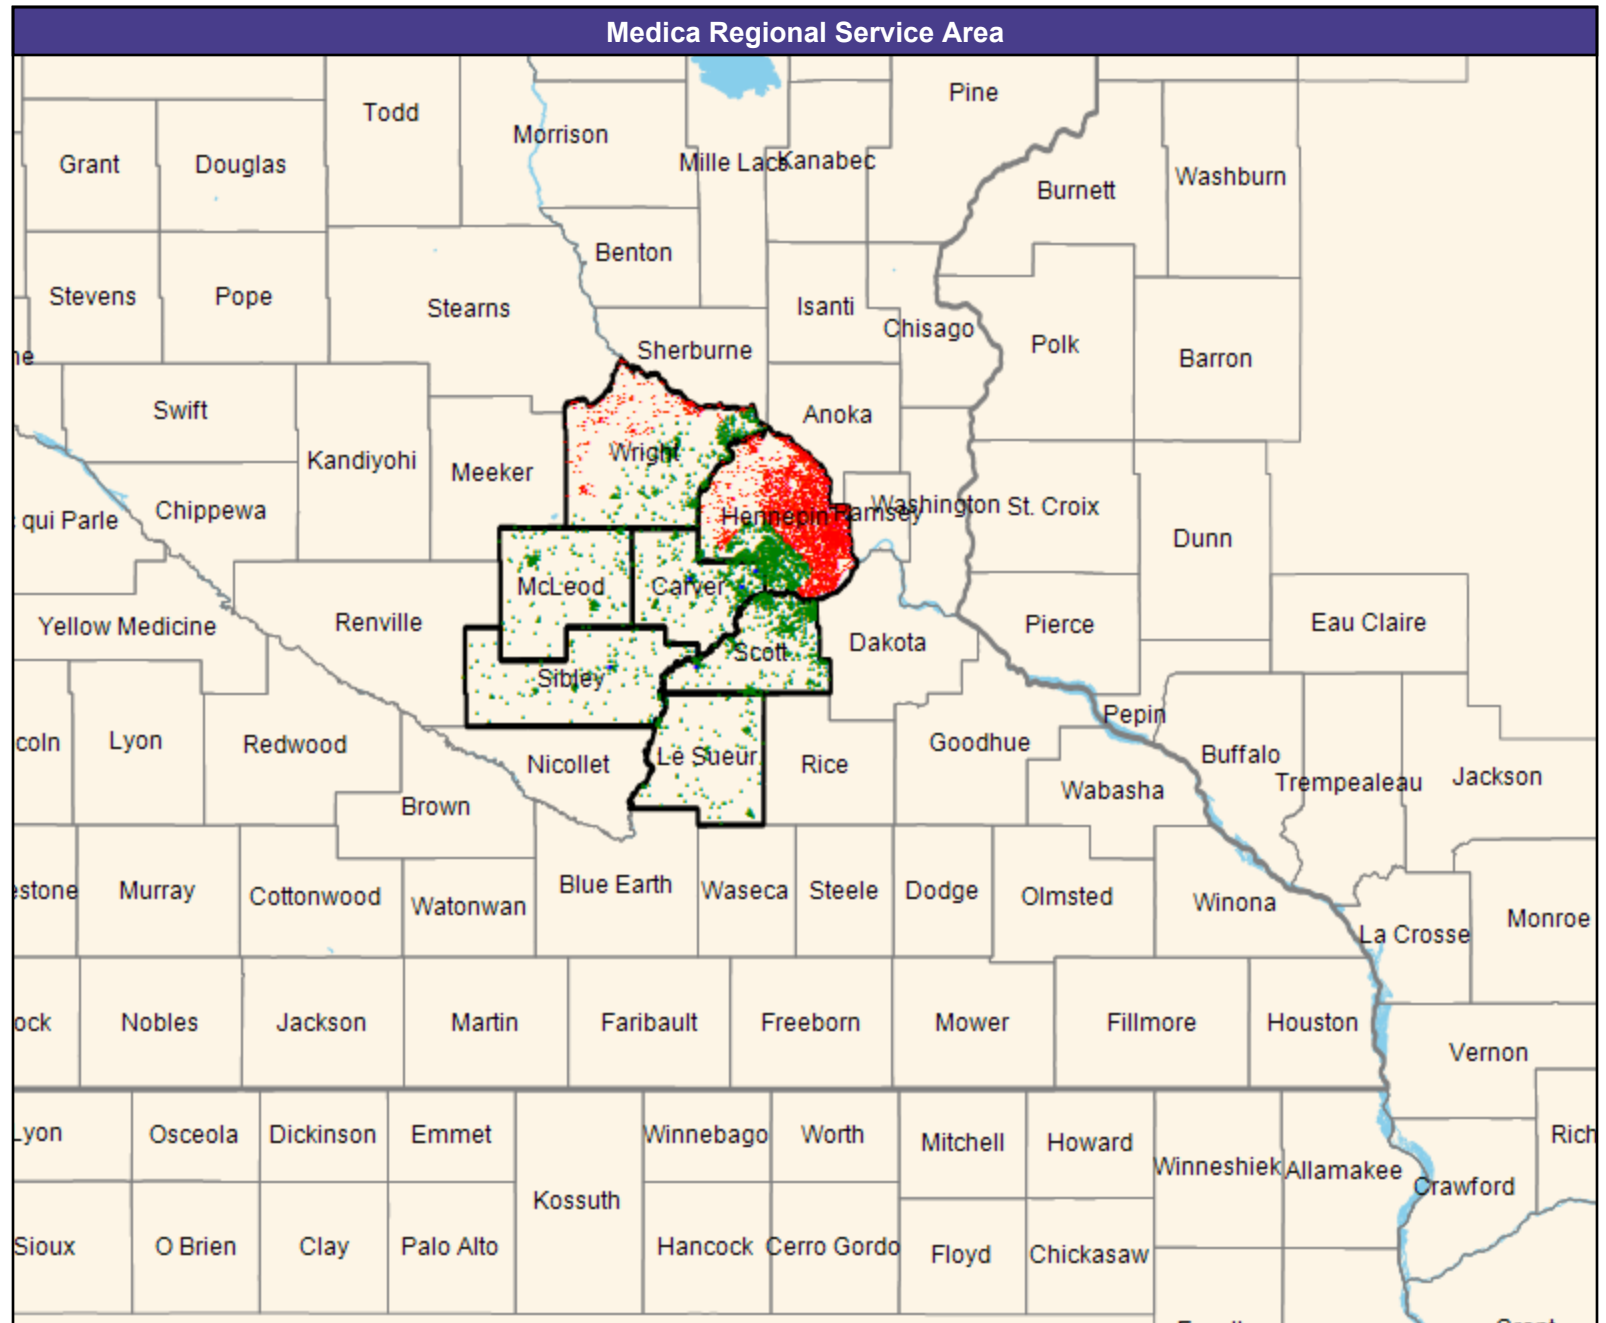 Medica Regional Service Area
Todd
Pine
Morrison
Grant
Douglas
Mille Lacs
Kanabec
Burnett
Washburn
Benton
Stevens
Pope
Stearns
Isanti
Chisago
Polk
Barron
Sherburne
Swift
Anoka
Kandiyohi
Meeker
Wright
Chippewa
qui Parle
Hennepin
Ramsey
Washington
St. Croix
Dunn
McLeod
Carver
Yellow Medicine
Renville
Dakota
Pierce
Eau Claire
Scott
Sibley
Pepin
coln
Lyon
Redwood
Nicollet
Le Sueur
Rice
Goodhue
Buffalo
Trempealeau
Jackson
Wabasha
Brown
estone
Murray
Cottonwood
Watonwan
Blue Earth
Waseca
Steele
Dodge
Olmsted
Winona
La Crosse
Monroe
ock
Nobles
Jackson
Martin
Faribault
Freeborn
Mower
Fillmore
Houston
Vernon
Lyon
Osceola
Dickinson
Emmet
Winnebago
Worth
Mitchell
Howard
Winneshiek
Allamakee
Crawford
Rich
Kossuth
Sioux
O Brien
Clay
Palo Alto
Hancock
Cerro Gordo
Floyd
Chickasaw